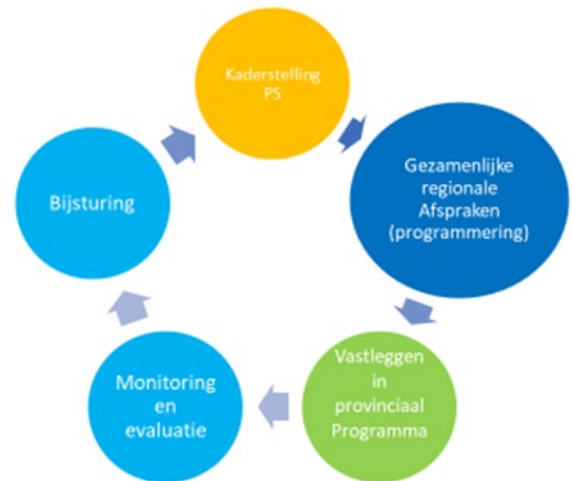 Kaderstelling
PS
Gezamenlijke
regionale
Afspraken
(programmering)
Vastleggen
in
provinciaal
Programma
Monitoring
en
evaluatie
Bijsturing